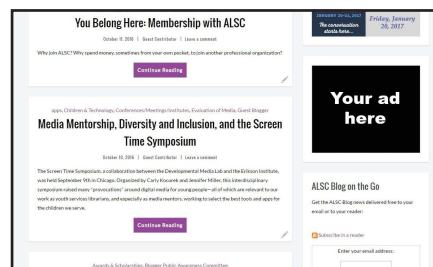 You Belong Here: Membership with ALSC
October 11, 2016 | Guest Contributor | Leave a comment
Why join ALSC? Why spend money, sometimes from your own pocket, to join another professional organization?
Continue Reading
apps, Children & Technology, Conferences/Meetings/Institutes, Evaluation of Media, Guest Blogger
Media Mentorship, Diversity and Inclusion, and the Screen
Time Symposium
October 10, 2016 | Guest Contributor | Leave a comment
The Screen Time Symposium, a collaboration between the Developmental Media Lab and the Erikson Institute,
was held September 9th in Chicago. Organized by Carly Kocurek and Jennifer Miller, this interdisciplinary
symposium raised many "provocations" around digital media for young people—all of which are relevant to our
work as youth services librarians, and especially as media mentors, working to select the best tools and apps for
the children we serve.
Continue Reading
Awards & Scholarships, Blogger Public Awareness Committee
The conversation
starts here...
Friday, January
20, 2017
Your ad
here
ALSC Blog on the Go
Get the ALSC Blog news delivered free to your
email or to your reader:
Subscribe in a reader
Enter your email address: